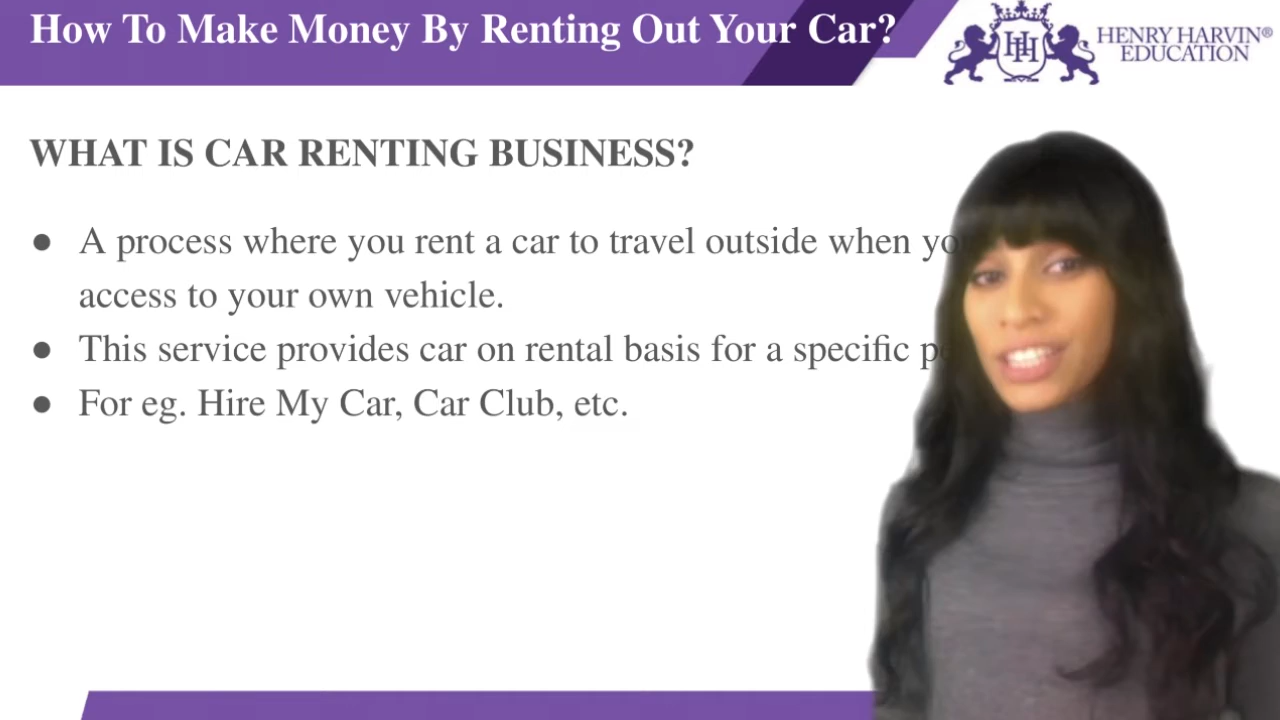 How To Make Money By Renting Out Your Car?
HENRY HARVIN®
EDUCATION
WHAT IS CAR RENTING BUSINESS?
● A process where you rent a car to travel outside when
access to your own vehicle.
● This service provides car on rental basis for a specific
● For eg. Hire My Car, Car Club, etc.